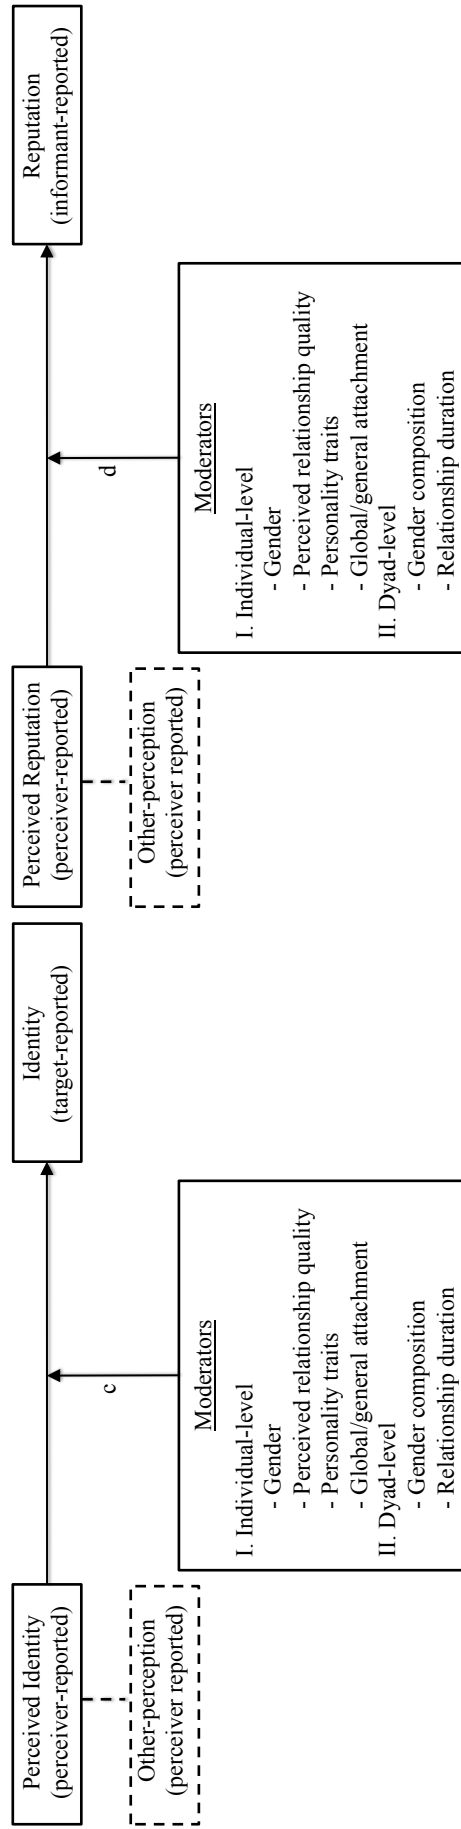 Perceived Identity
(perceiver-reported)
Other-perception
(perceiver reported)
c
Identity
(target-reported)
Moderators
I. Individual-level
- Gender
- Perceived relationship quality
- Personality traits
- Global/general attachment
II. Dyad-level
- Gender composition
- Relationship duration
Perceived Reputation
(perceiver-reported)
Other-perception
(perceiver reported)
d
Reputation
(informant-reported)
Moderators
I. Individual-level
- Gender
- Perceived relationship quality
- Personality traits
- Global/general attachment
II. Dyad-level
- Gender composition
- Relationship duration